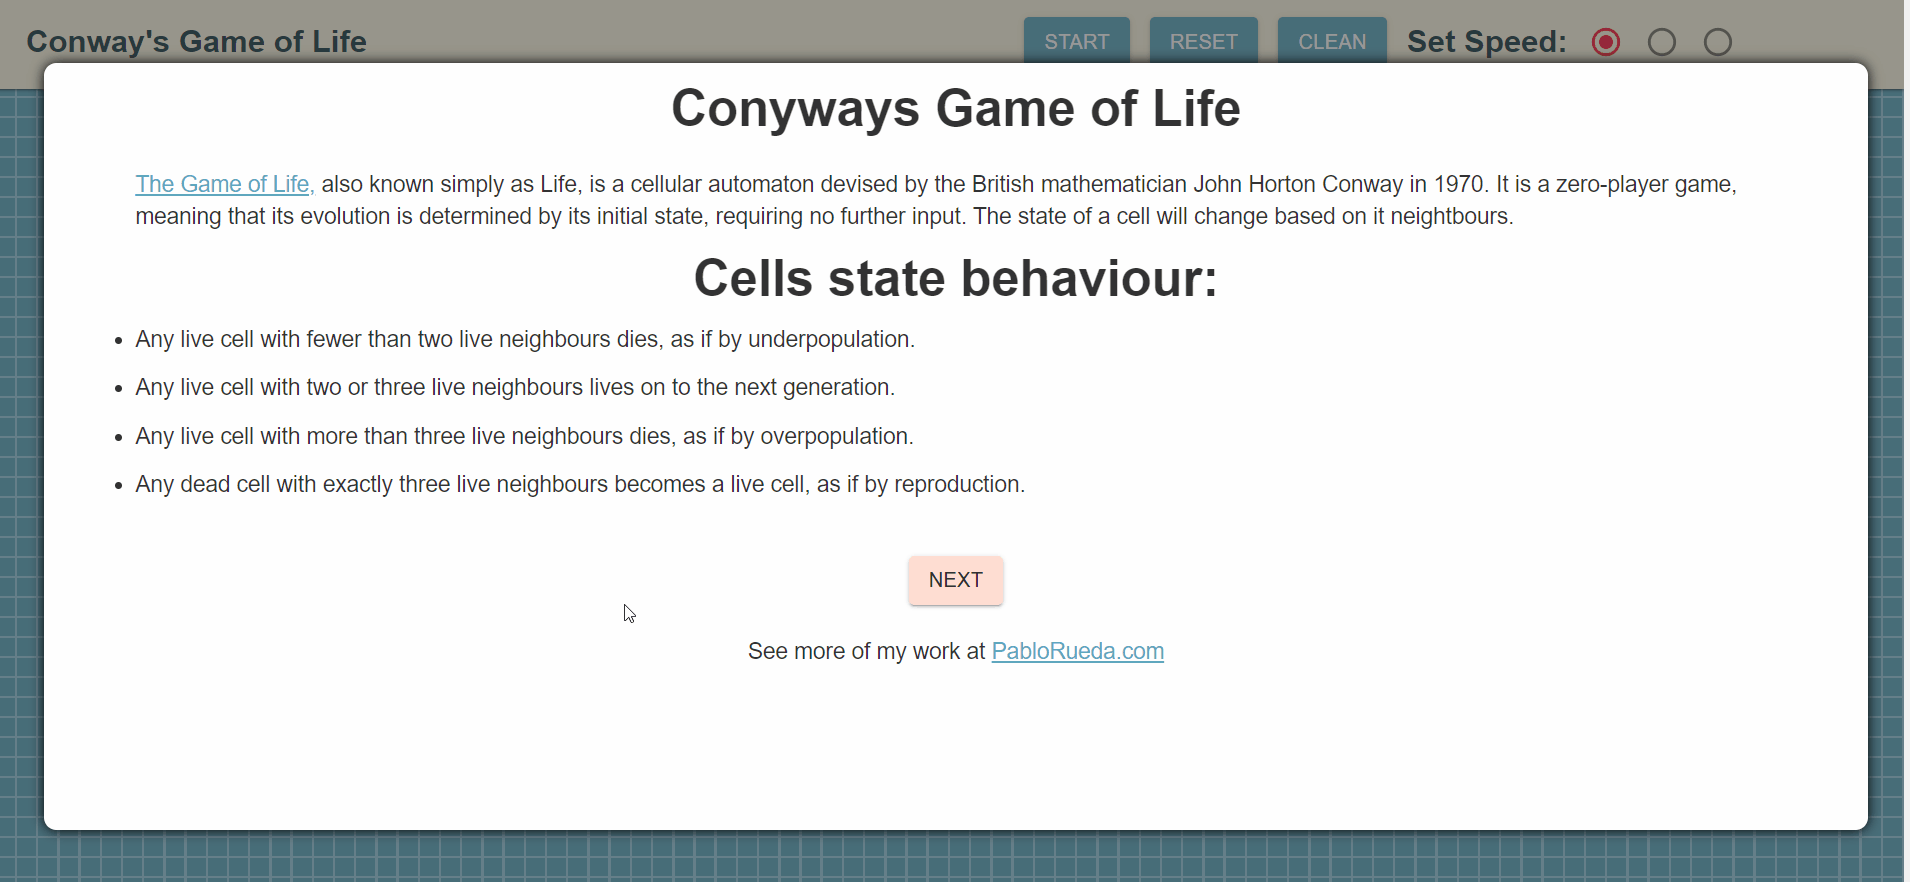 Conway's Game of Life
START RESET CLEAN Set Speed:
Conyways Game of Life
The Game of Life, also known simply as Life, is a cellular automaton devised by the British mathematician John Horton Conway in 1970. It is a zero-player game,
meaning that its evolution is determined by its initial state, requiring no further input. The state of a cell will change based on it neightbours.
Cells state behaviour:
• Any live cell with fewer than two live neighbours dies, as if by underpopulation.
• Any live cell with two or three live neighbours lives on to the next generation.
• Any live cell with more than three live neighbours dies, as if by overpopulation.
• Any dead cell with exactly three live neighbours becomes a live cell, as if by reproduction.
NEXT
See more of my work at PabloRueda.com